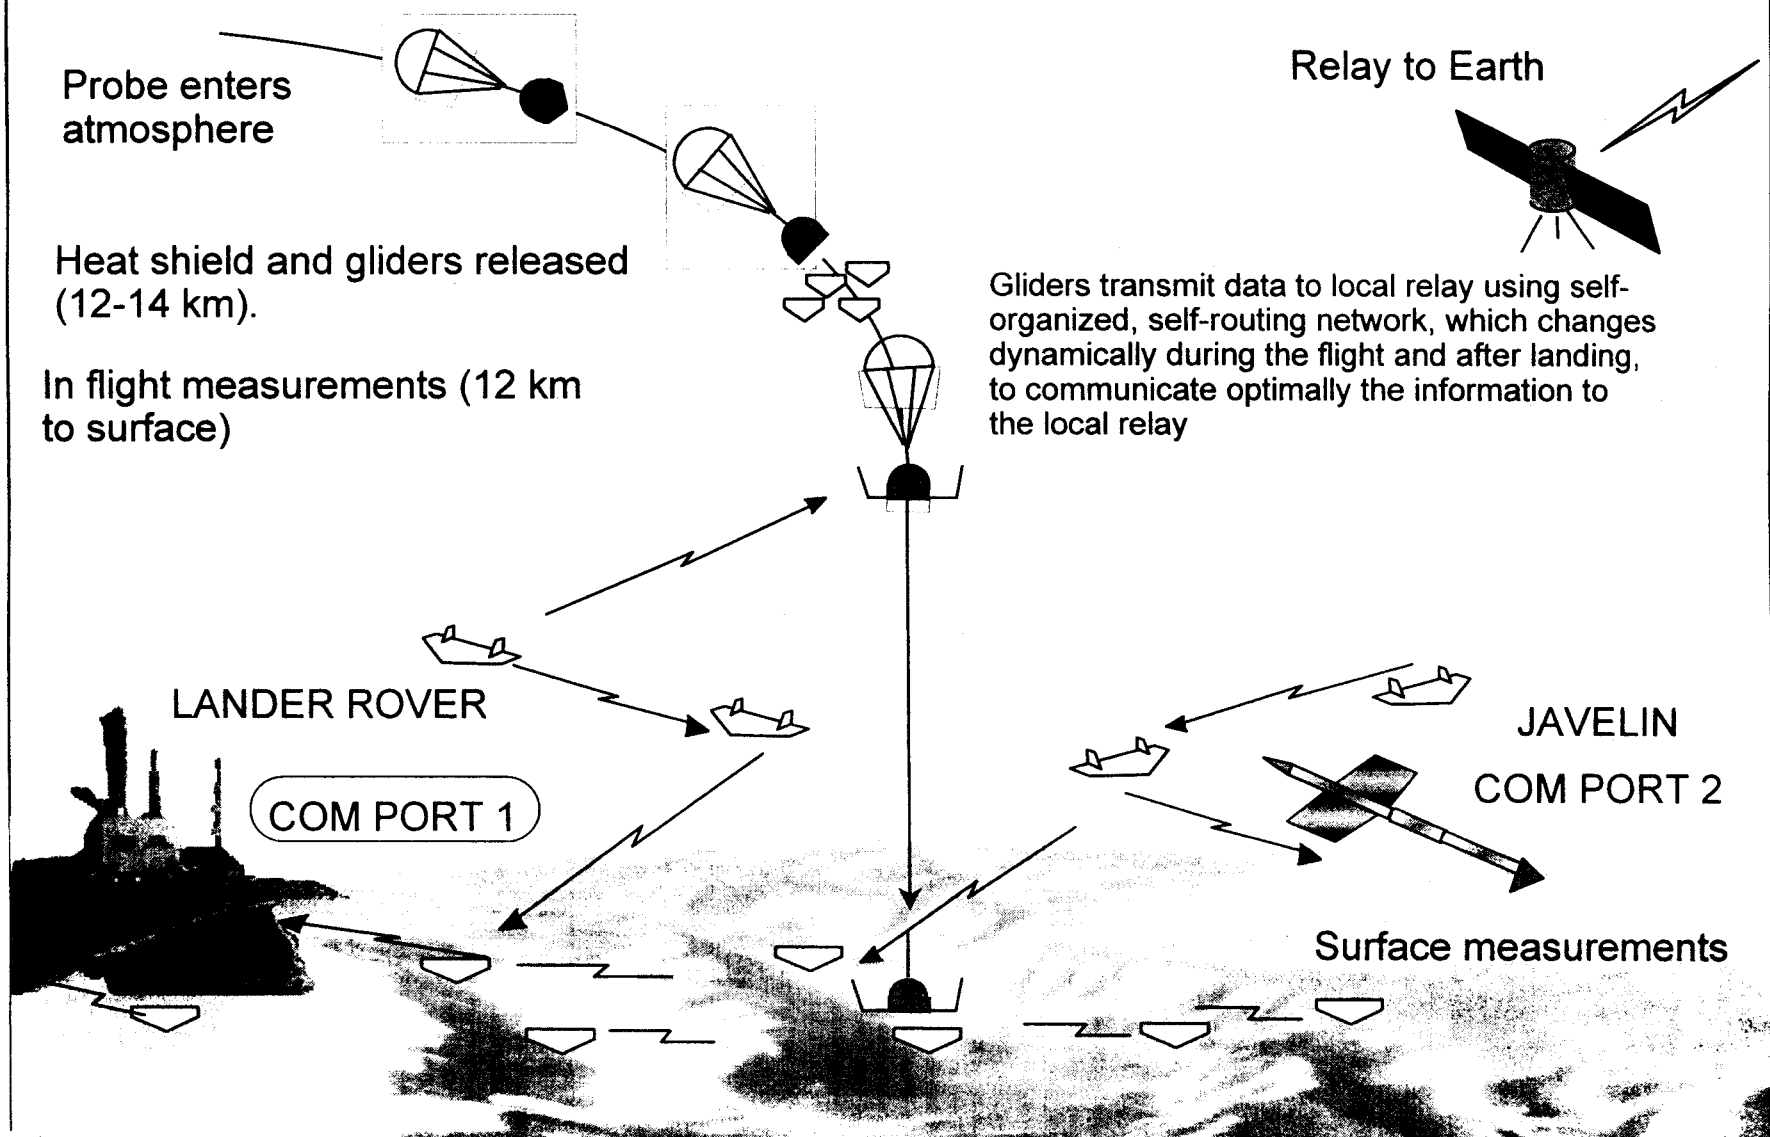 Probe enters
atmosphere
Relay to Earth
Heat shield and gliders released
(12-14 km).
In flight measurements (12 km
to surface)
Gliders transmit data to local relay using self-
organized, self-routing network, which changes
dynamically during the flight and after landing,
to communicate optimally the information to
the local relay
LANDER ROVER
COM PORT 1
JAVELIN
COM PORT 2
Surface measurements